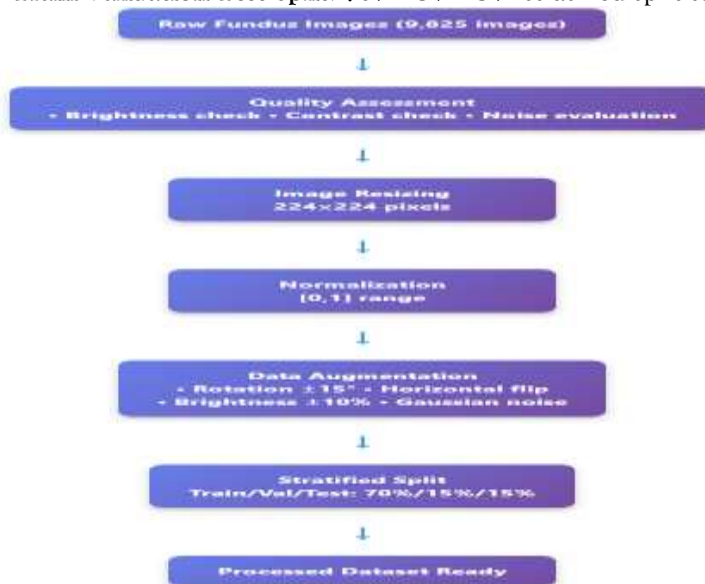 Raw Fundus Images (9,825 images)
↓
Quality Assessment
• Brightness check • Contrast check • Noise evaluation
↓
Image Resizing
224×224 pixels
↓
Normalization
[0,1] range
↓
Data Augmentation
• Rotation ±15° • Horizontal flip
• Brightness ±10% • Gaussian noise
↓
Stratified Split
Train/Val/Test: 70%/15%/15%
↓
Processed Dataset Ready